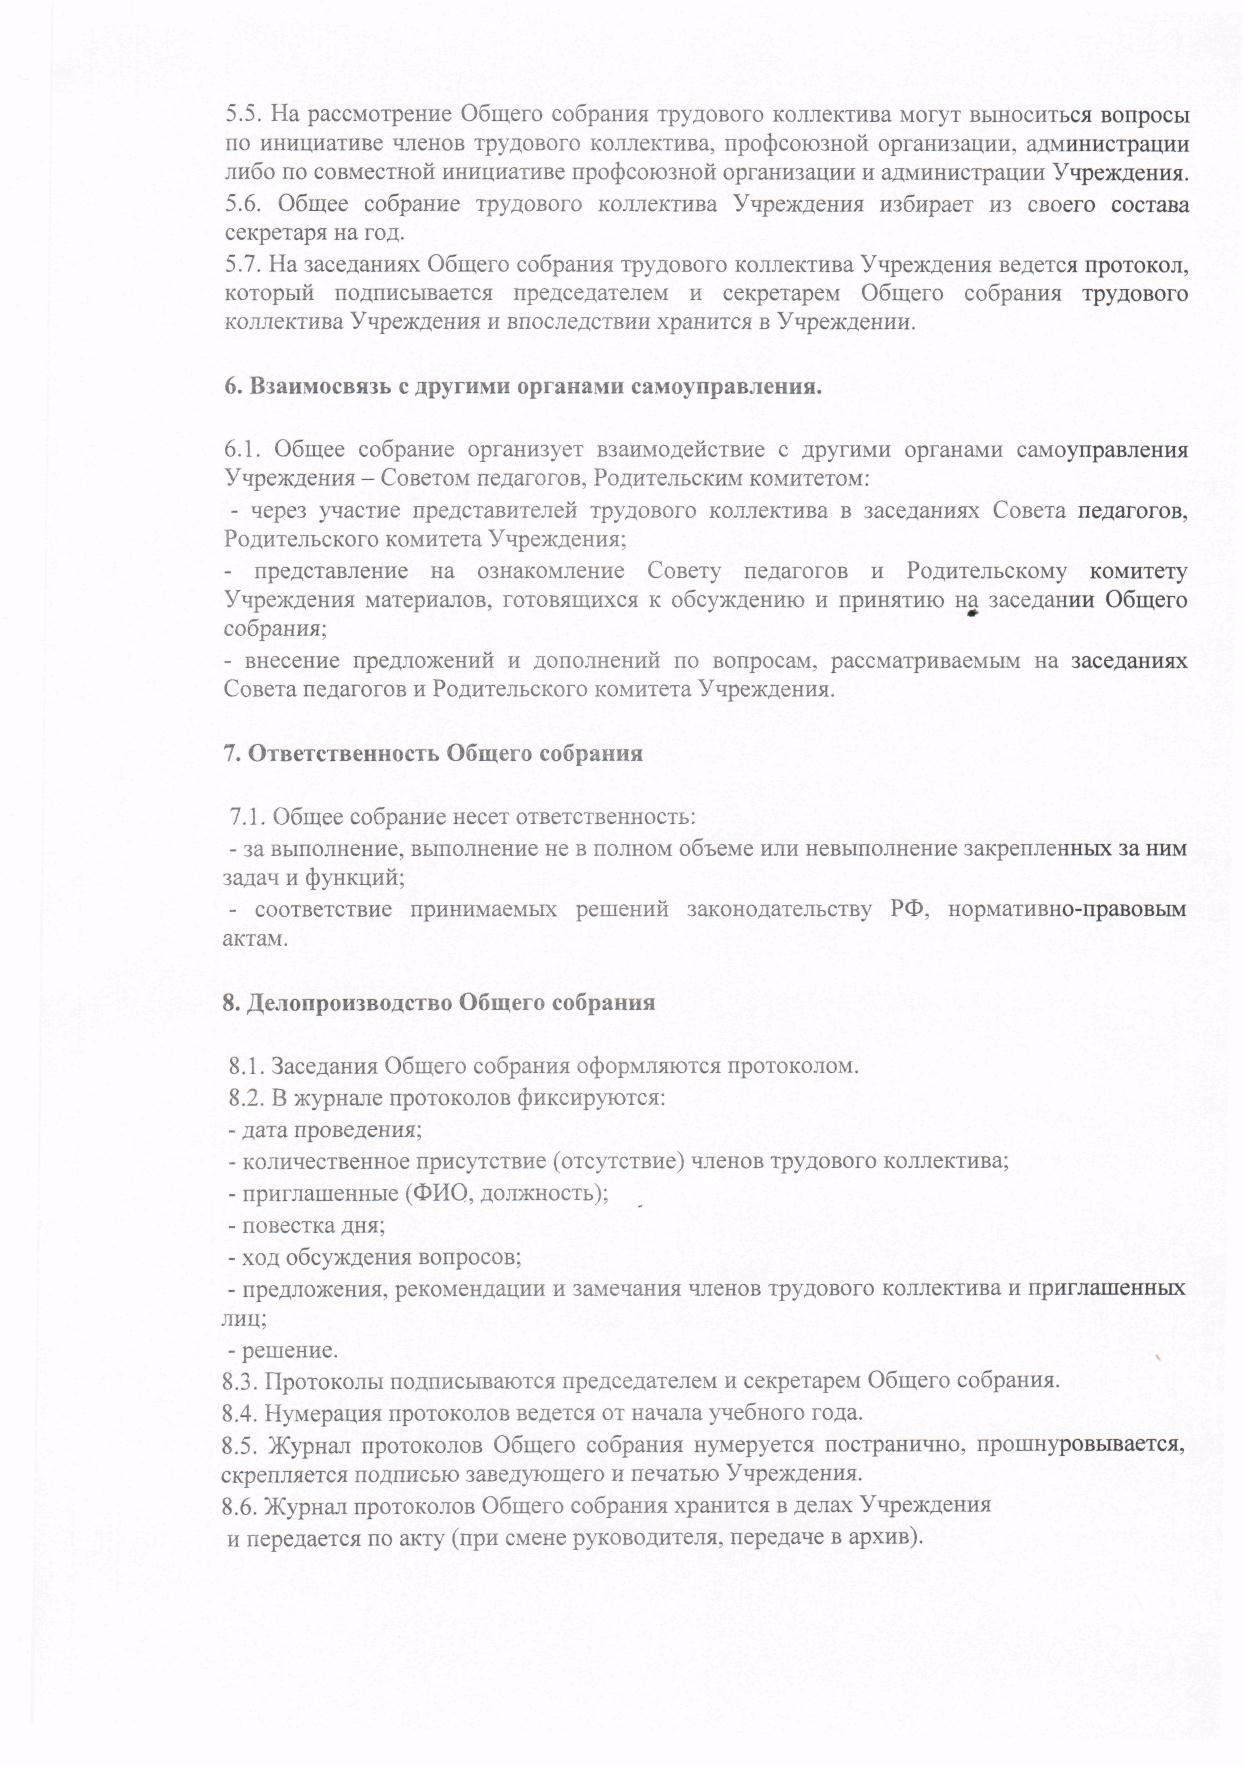 5.5. На рассмотрение Общего собрания трудового коллектива могут выноситься вопросы
по инициативе членов трудового коллектива, профсоюзной организации, администрации
либо по совместной инициативе профсоюзной организации и администрации Учреждения.
5.6. Общее собрание трудового коллектива Учреждения избирает из своего состава
секретаря на год.
5.7. На заседаниях Общего собрания трудового коллектива Учреждения ведется протокол,
который подписывается председателем и секретарем Общего собрания трудового
коллектива Учреждения и впоследствии хранится в Учреждении.
6. Взаимосвязь с другими органами самоуправления.
6.1. Общее собрание организует взаимодействие с другими органами самоуправления
Учреждения – Советом педагогов, Родительским комитетом:
- через участие представителей трудового коллектива в заседаниях Совета педагогов,
Родительского комитета Учреждения;
- представление на ознакомление Совету педагогов и Родительскому комитету
Учреждения материалов, готовящихся к обсуждению и принятию на заседании Общего
собрания;
- внесение предложений и дополнений по вопросам, рассматриваемым на заседаниях
Совета педагогов и Родительского комитета Учреждения.
7. Ответственность Общего собрания
7.1. Общее собрание несет ответственность:
- за выполнение, выполнение не в полном объеме или невыполнение закрепленных за ним
задач и функций;
- соответствие принимаемых решений законодательству РФ, нормативно-правовым
актам.
8. Делопроизводство Общего собрания
8.1. Заседания Общего собрания оформляются протоколом.
8.2. В журнале протоколов фиксируются:
- дата проведения;
- количественное присутствие (отсутствие) членов трудового коллектива;
- приглашенные (ФИО, должность);
- повестка дня;
- ход обсуждения вопросов;
- предложения, рекомендации и замечания членов трудового коллектива и приглашенных
лиц;
- решение.
8.3. Протоколы подписываются председателем и секретарем Общего собрания.
8.4. Нумерация протоколов ведется от начала учебного года.
8.5. Журнал протоколов Общего собрания нумеруется постранично, прошнуровывается,
скрепляется подписью заведующего и печатью Учреждения.
8.6. Журнал протоколов Общего собрания хранится в делах Учреждения
и передается по акту (при смене руководителя, передаче в архив).